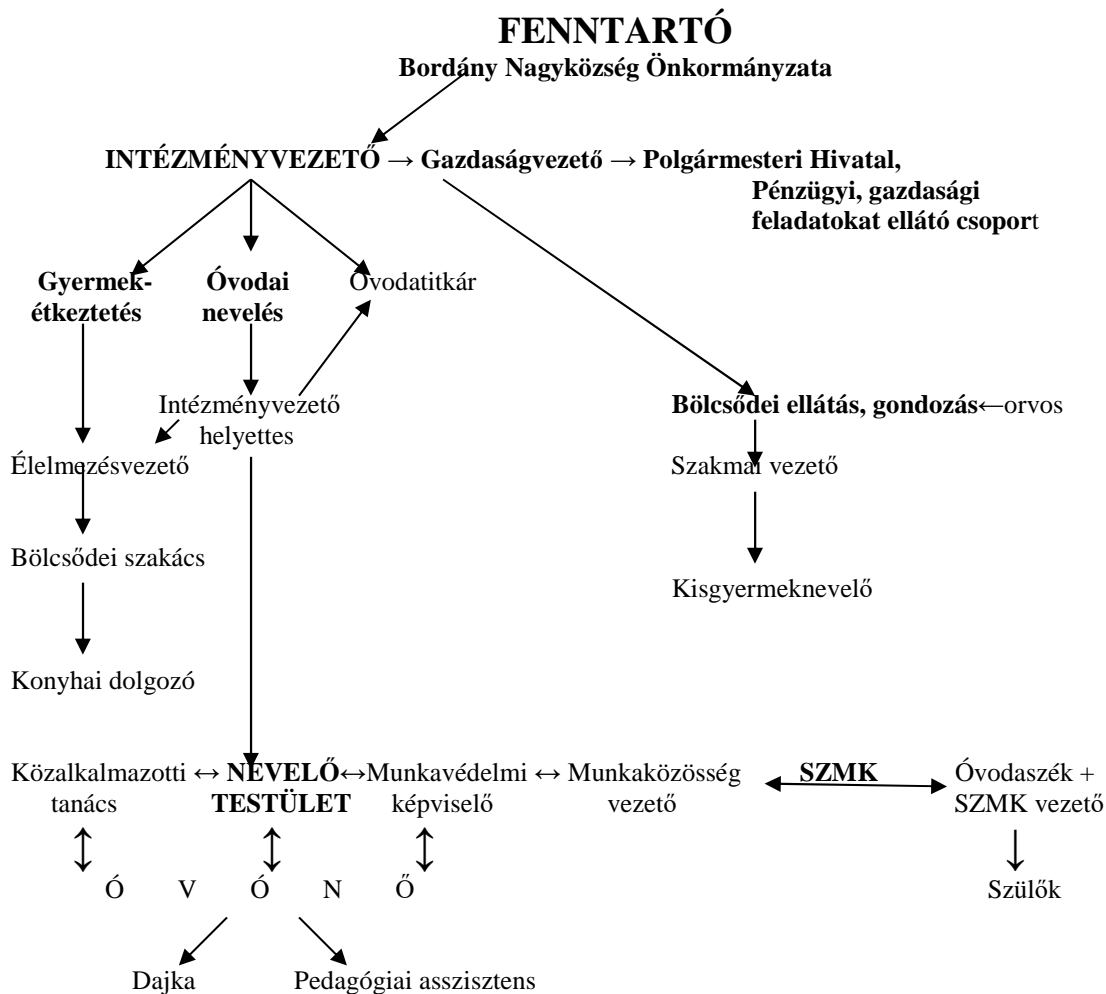 FENNTARTÓ
Bordány Nagyközség Önkormányzata
INTÉZMÉNYVEZETŐ → Gazdaságvezető → Polgármesteri Hivatal,
Pénzügyi, gazdasági
feladatokat ellátó csoport
Gyermek- Óvodai Óvodatitkár
étkeztetés nevelés
Intézményvezető Bölcsődei ellátás, gondozás←orvos
helyettes
Élelmezésvezető Szakmai vezető
Bölcsődei szakács
Kisgyermeknevelő
Konyhai dolgozó
Közalkalmazotti ↔ NEVELŐ↔Munkavédelmi ↔ Munkaközösség SZMK Óvodaszék +
tanács TESTÜLET képviselő vezető SZMK vezető
Ó V Ó N Ő Szülők
Dajka Pedagógiai asszisztens